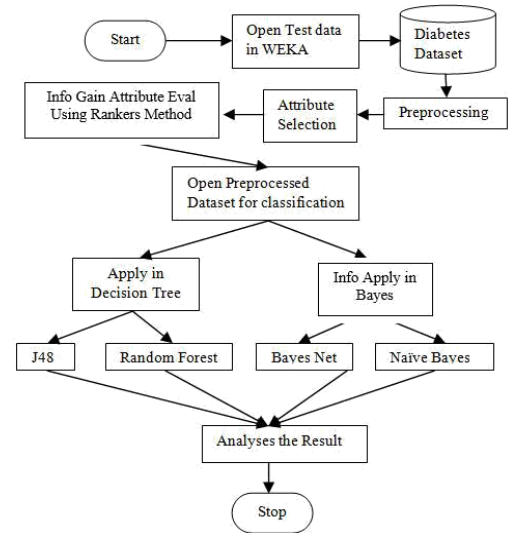 Start
Open Test data
in WEKA
Diabetes
Dataset
Info Gain Attribute Eval
Using Rankers Method
Attribute
Selection
Preprocessing
Open Preprocessed
Dataset for classification
Apply in
Decision Tree
Info Apply in
Bayes
J48
Random Forest
Bayes Net
Naïve Bayes
Analyses the Result
Stop